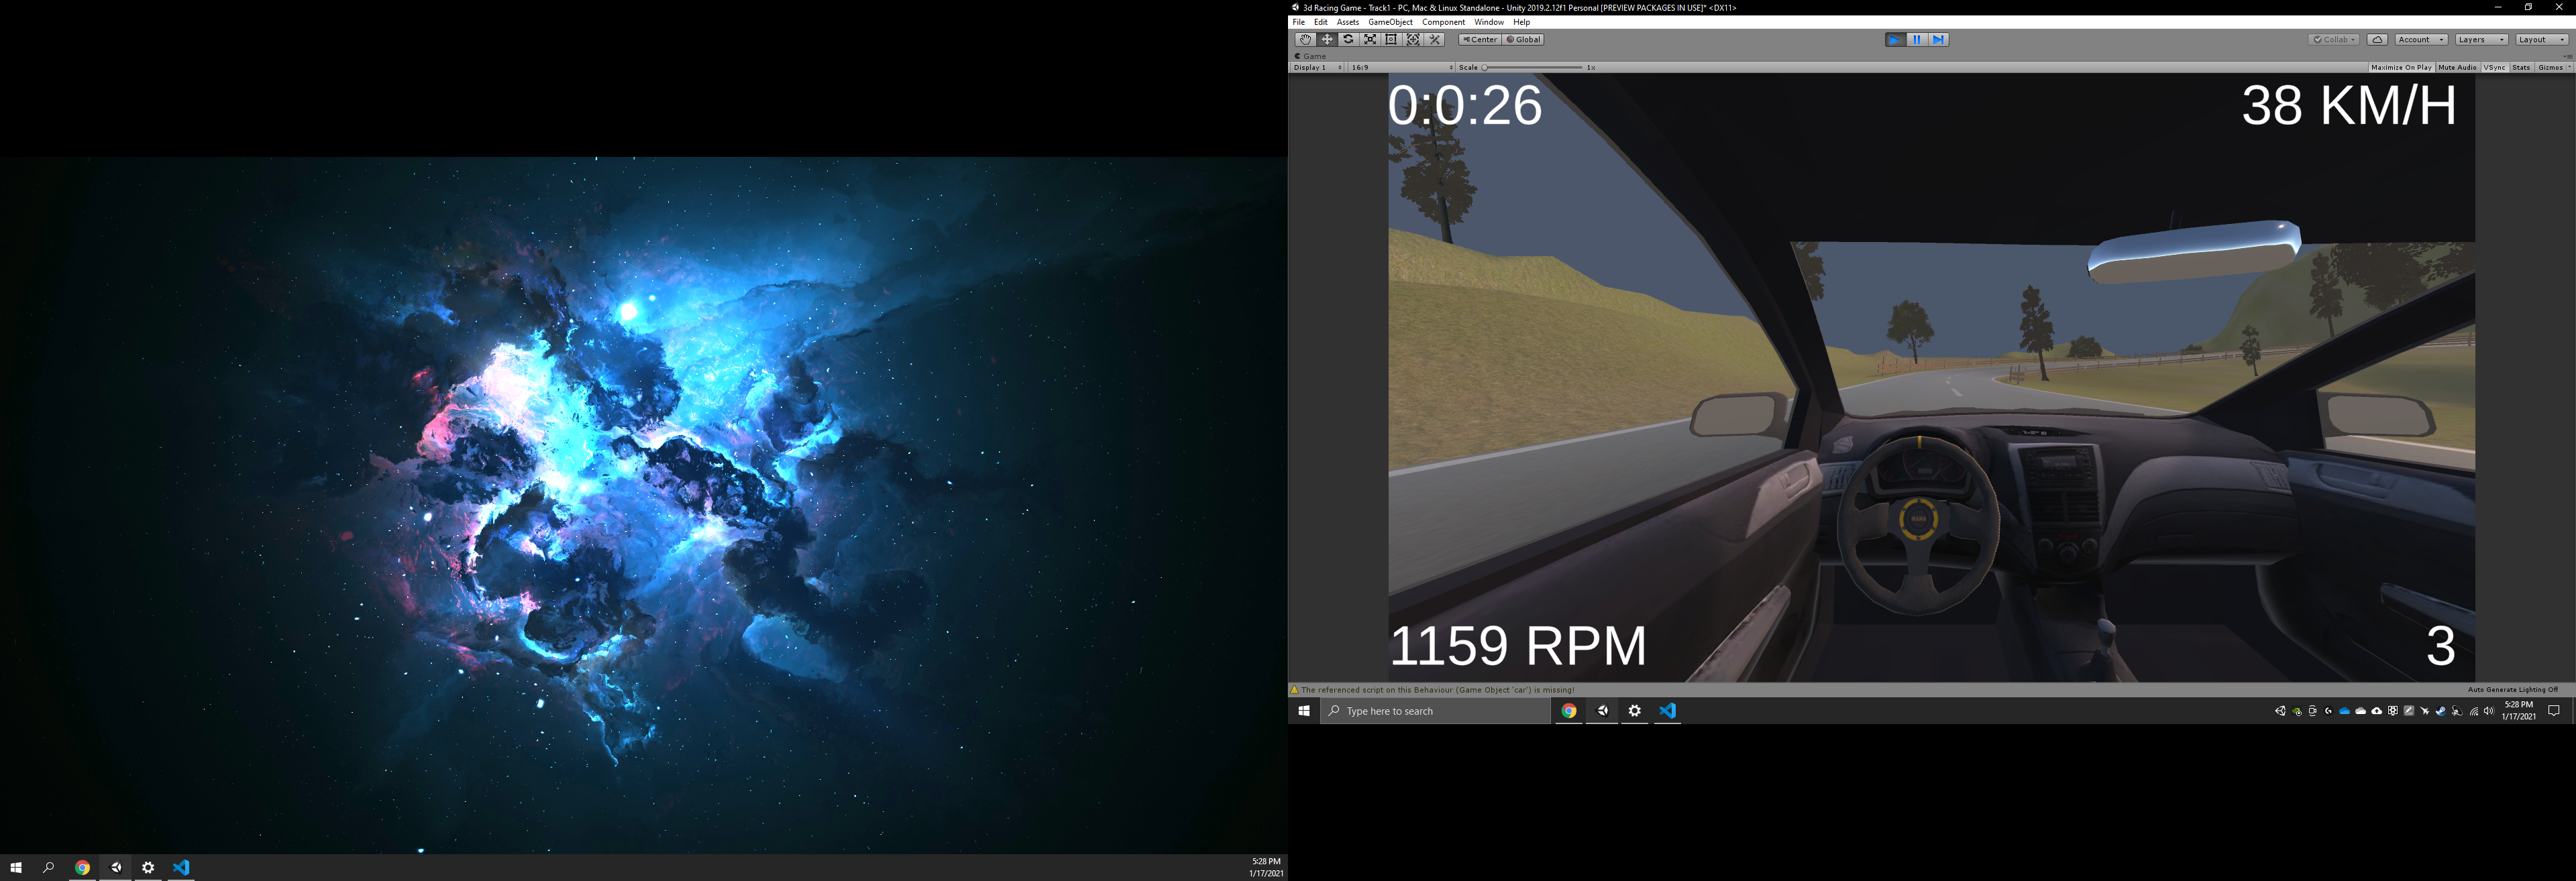 3d Racing Game - Track1 - PC, Mac & Linux Standalone - Unity 2019.2.12f1 Personal [PREVIEW PACKAGES IN USE]* <DX11>
File Edit Assets GameObject Component Window Help
Center Global Collab Account Layers Layout
Game
Display 1 16:9 Scale 1x Maximize On Play Mute Audio VSync Stats Gizmos
0:0:26 38 KM/H
1159 RPM 3
The referenced script on this Behaviour (Game Object 'car') is missing! Auto Generate Lighting Off
Type here to search
5:28 PM
1/17/2021
5:28 PM
1/17/2021